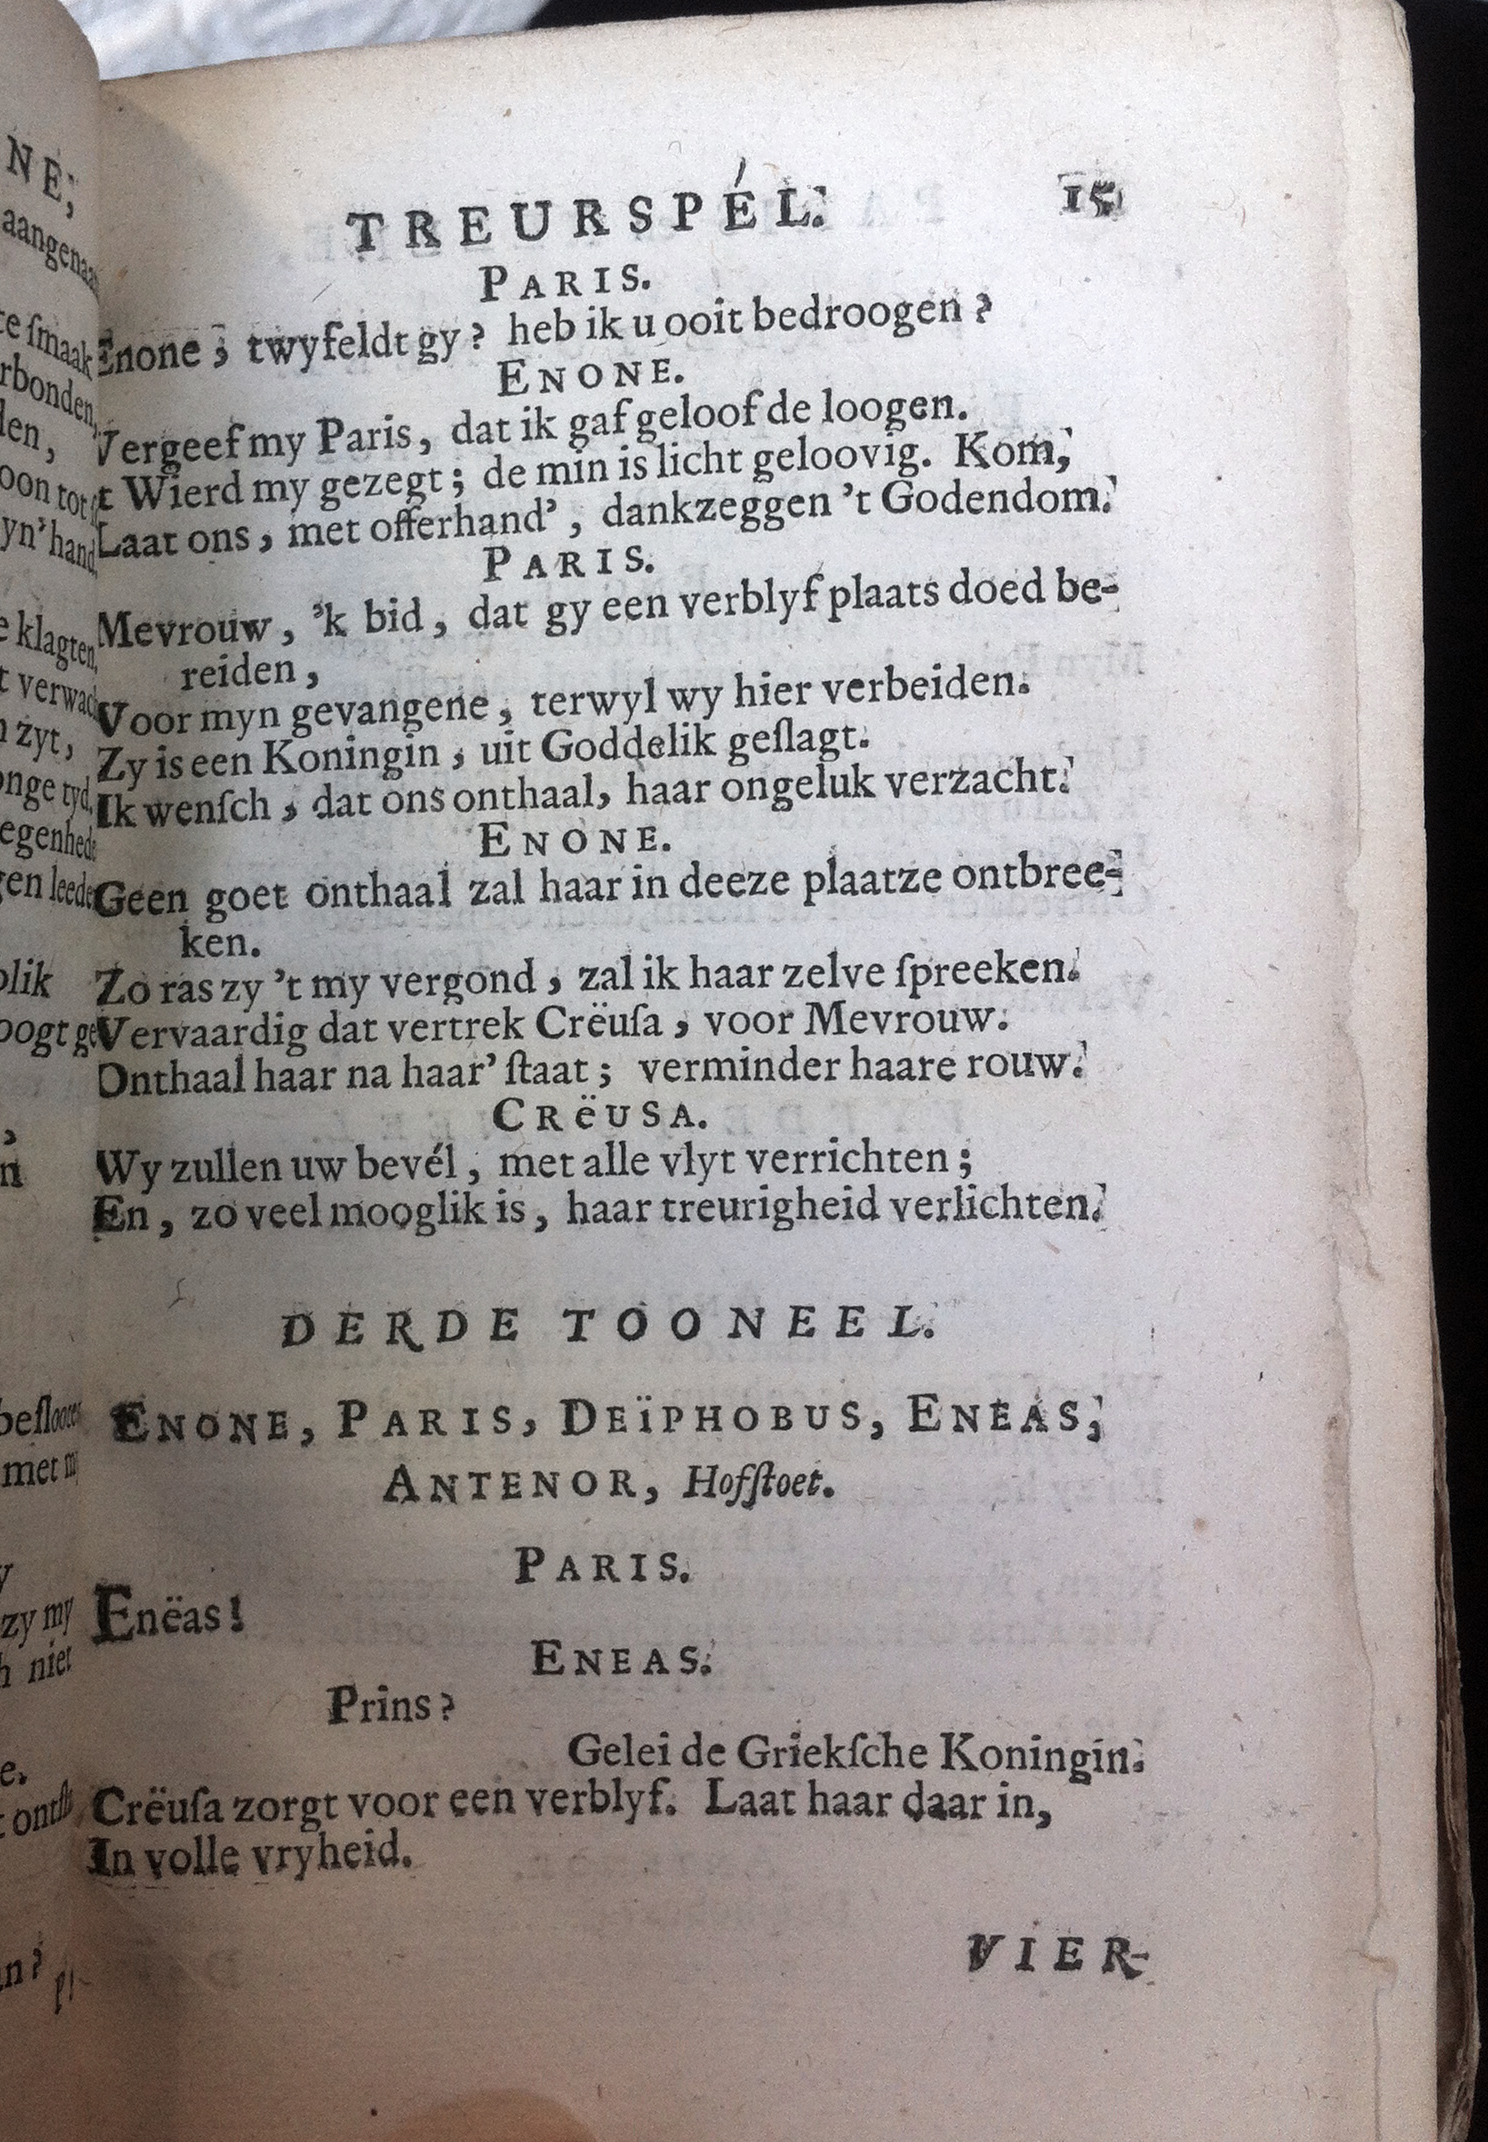 TREURSPÉL. 15
PARIS.
Enone, twyfeldt gy? heb ik u ooit bedroogen?
ENONE.
Vergeef my Paris, dat ik gaf geloof de loogen.
't Wierd my gezegt; de min is licht geloovig. Kom,
Laat ons, met offerhand', dankzeggen 't Godendom.
PARIS.
Mevrouw, 'k bid, dat gy een verblyf plaats doed be-
reiden,
Voor myn gevangene, terwyl wy hier verbeiden.
Zy is een Koningin, uit Goddelik geſlagt.
Ik wenſch, dat ons onthaal, haar ongeluk verzacht.
ENONE.
Geen goet onthaal zal haar in deeze plaatze ontbree-
ken.
Zo ras zy 't my vergond, zal ik haar zelve ſpreeken.
Vervaardig dat vertrek Crëuſa, voor Mevrouw.
Onthaal haar na haar' ſtaat; verminder haare rouw.
CRëUSA.
Wy zullen uw bevél, met alle vlyt verrichten;
En, zo veel mooglik is, haar treurigheid verlichten.
DERDE TOONEEL.
ENONE, PARIS, DEïPHOBUS, ENEAS,
ANTENOR, Hofſtoet.
PARIS.
Enëas!
ENEAS.
Prins?
Gelei de Griekſche Koningin.
Crëuſa zorgt voor een verblyf. Laat haar daar in,
In volle vryheid.
VIER-